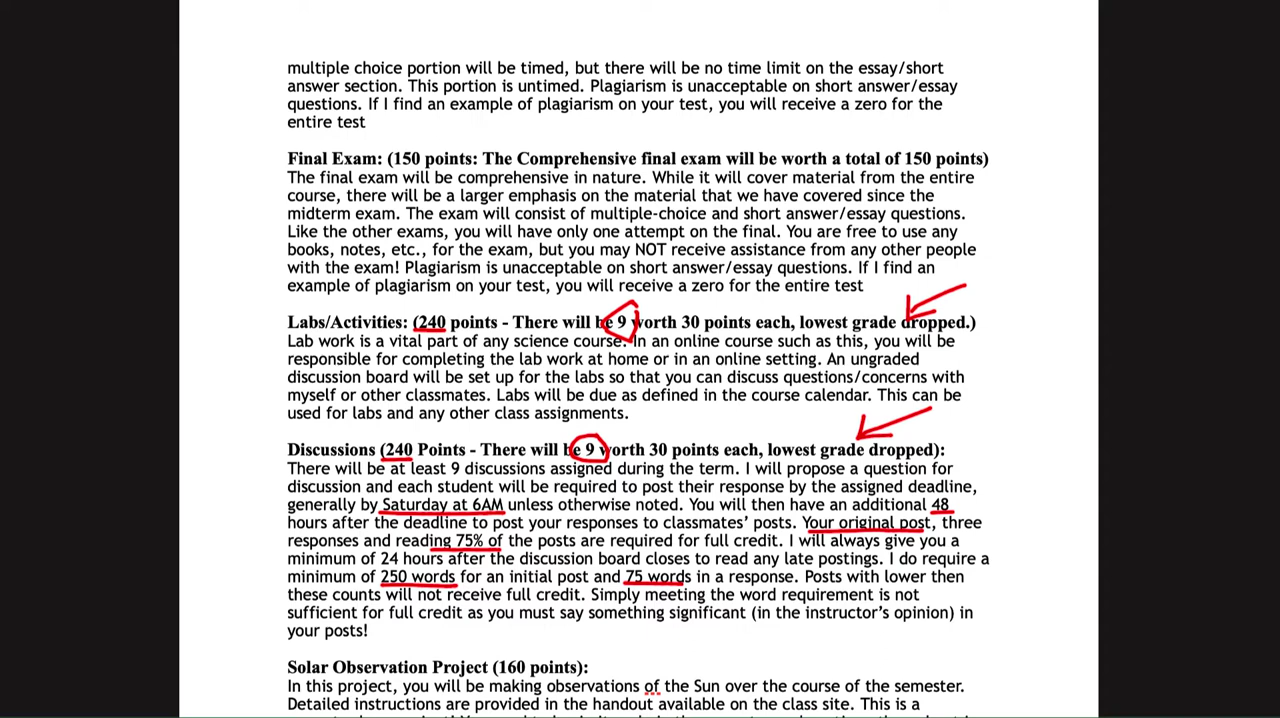 multiple choice portion will be timed, but there will be no time limit on the essay/short
answer section. This portion is untimed. Plagiarism is unacceptable on short answer/essay
questions. If I find an example of plagiarism on your test, you will receive a zero for the
entire test
Final Exam: (150 points: The Comprehensive final exam will be worth a total of 150 points)
The final exam will be comprehensive in nature. While it will cover material from the entire
course, there will be a larger emphasis on the material that we have covered since the
midterm exam. The exam will consist of multiple-choice and short answer/essay questions.
Like the other exams, you will have only one attempt on the final. You are free to use any
books, notes, etc., for the exam, but you may NOT receive assistance from any other people
with the exam! Plagiarism is unacceptable on short answer/essay questions. If I find an
example of plagiarism on your test, you will receive a zero for the entire test
Labs/Activities: (240 points - There will be 9 worth 30 points each, lowest grade dropped.)
Lab work is a vital part of any science course. In an online course such as this, you will be
responsible for completing the lab work at home or in an online setting. An ungraded
discussion board will be set up for the labs so that you can discuss questions/concerns with
myself or other classmates. Labs will be due as defined in the course calendar. This can be
used for labs and any other class assignments.
Discussions (240 Points - There will be 9 worth 30 points each, lowest grade dropped):
There will be at least 9 discussions assigned during the term. I will propose a question for
discussion and each student will be required to post their response by the assigned deadline,
generally by Saturday at 6AM unless otherwise noted. You will then have an additional 48
hours after the deadline to post your responses to classmates' posts. Your original post, three
responses and reading 75% of the posts are required for full credit. I will always give you a
minimum of 24 hours after the discussion board closes to read any late postings. I do require a
minimum of 250 words for an initial post and 75 words in a response. Posts with lower then
these counts will not receive full credit. Simply meeting the word requirement is not
sufficient for full credit as you must say something significant (in the instructor's opinion) in
your posts!
Solar Observation Project (160 points):
In this project, you will be making observations of the Sun over the course of the semester.
Detailed instructions are provided in the handout available on the class site. This is a